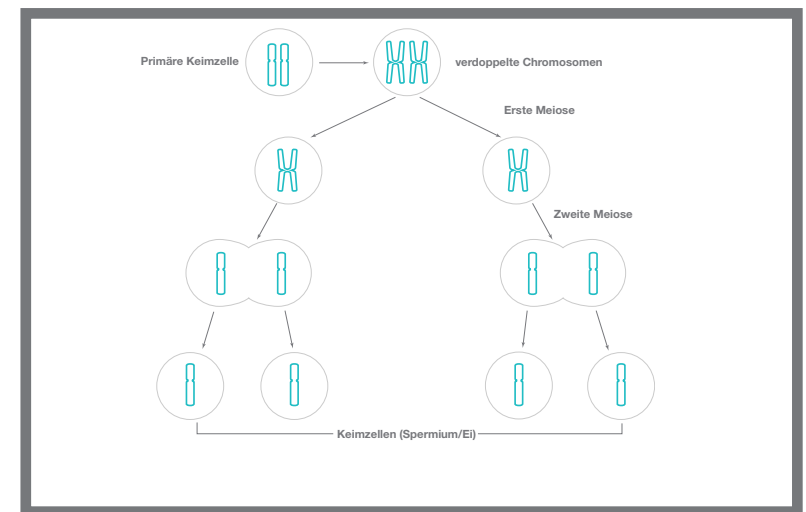 Primäre Keimzelle
verdoppelte Chromosomen
Erste Meiose
Zweite Meiose
Keimzellen (Spermium/Ei)